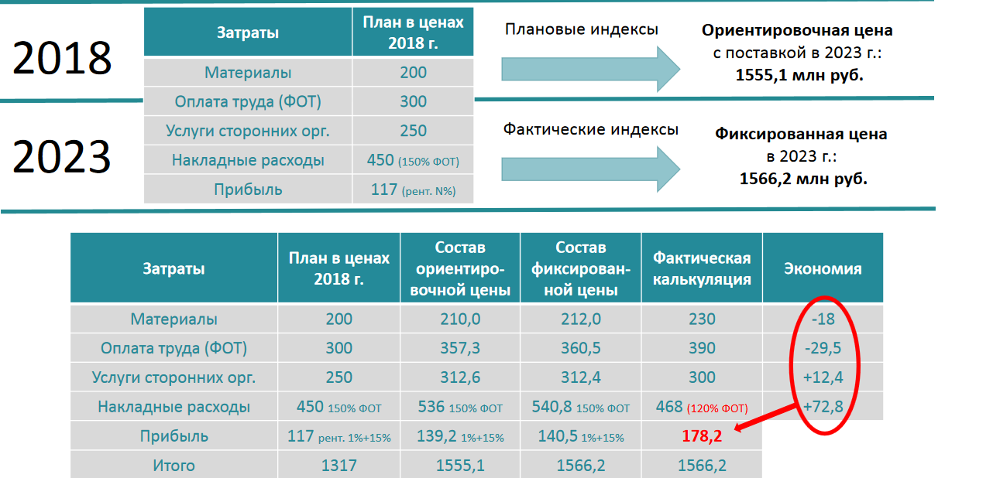 2018
Затраты План в ценах 2018 г.
Материалы 200
Оплата труда (ФОТ) 300
Услуги сторонних орг. 250
Накладные расходы 450 (150% ФОТ)
Прибыль 117 (рент. N%)
Плановые индексы
Ориентировочная цена
с поставкой в 2023 г.:
1555,1 млн руб.
2023
Фактические индексы
Фиксированная цена
в 2023 г.:
1566,2 млн руб.
Затраты План в ценах 2018 г. Состав ориентиро-вочной цены Состав фиксирован-ной цены Фактическая калькуляция Экономия
Материалы 200 210,0 212,0 230 -18
Оплата труда (ФОТ) 300 357,3 360,5 390 -29,5
Услуги сторонних орг. 250 312,6 312,4 300 +12,4
Накладные расходы 450 150% ФОТ 536 150% ФОТ 540,8 150% ФОТ 468 (120% ФОТ) +72,8
Прибыль 117 рент. 1%+15% 139,2 1%+15% 140,5 1%+15% 178,2
Итого 1317 1555,1 1566,2 1566,2